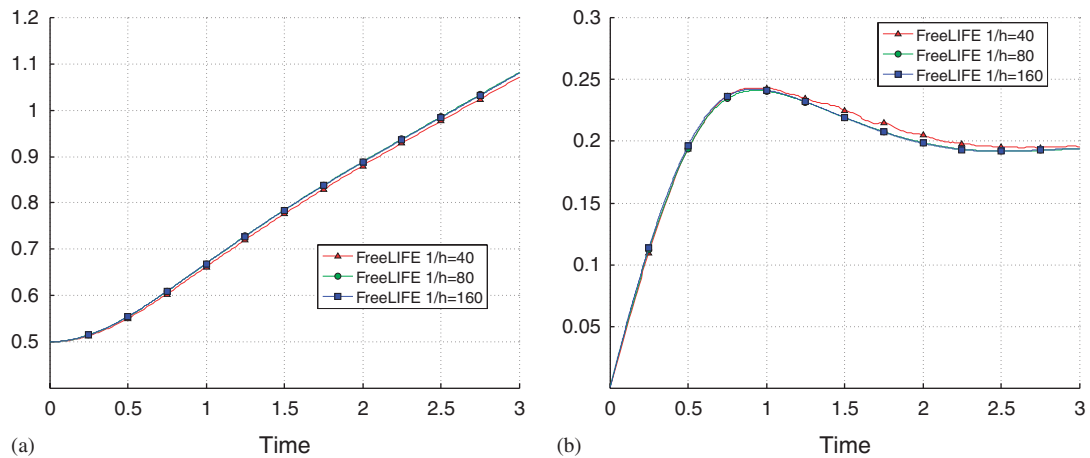 1.2
1.1
1
0.9
0.8
0.7
0.6
0.5
0 0.5 1 1.5 2 2.5 3
FreeLIFE 1/h=40
FreeLIFE 1/h=80
FreeLIFE 1/h=160
(a) Time
0.3
0.25
0.2
0.15
0.1
0.05
0 0.5 1 1.5 2 2.5 3
FreeLIFE 1/h=40
FreeLIFE 1/h=80
FreeLIFE 1/h=160
(b) Time